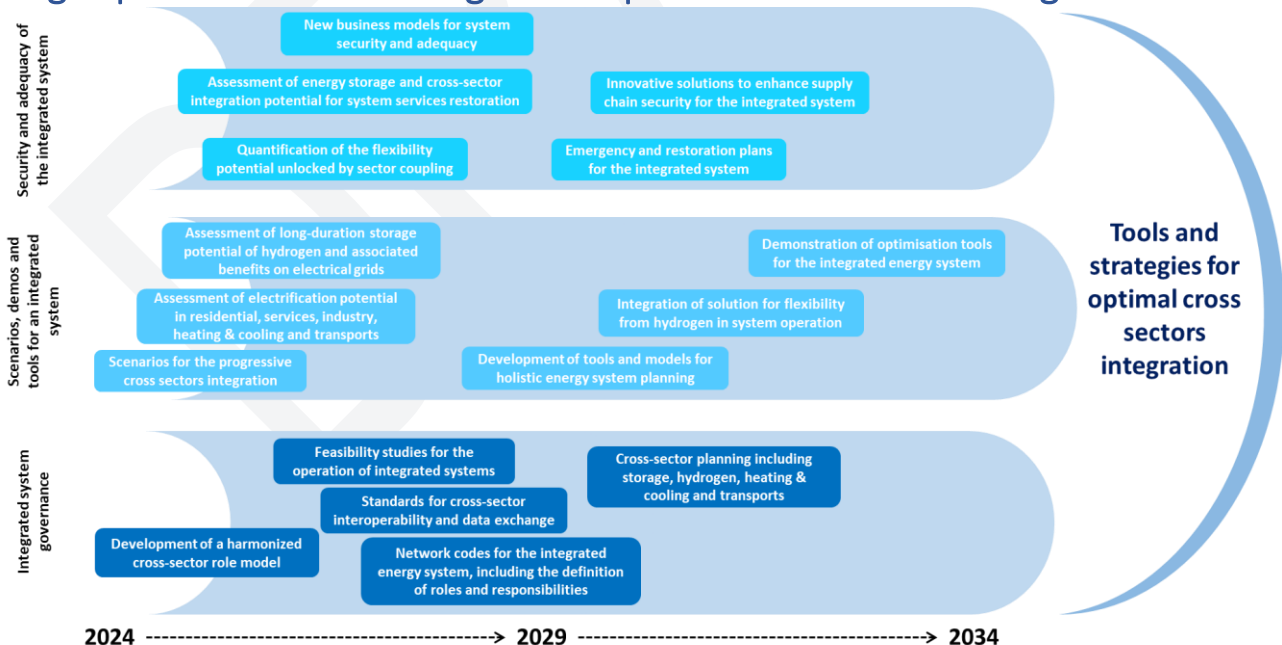 Security and adequacy of
the integrated system
New business models for system
security and adequacy
Assessment of energy storage and cross-sector
Integration potential for system services restoration
Innovative solutions to enhance supply
chain security for the integrated system
Quantification of the flexibility
potential unlocked by sector coupling
Emergency and restoration plans
for the integrated system
Scenarios, demos and
tools for an integrated
system
Assessment of long-duration storage
potential of hydrogen and associated
benefits on electrical grids
Demonstration of optimisation tools
for the integrated energy system
Assessment of electrification potential
in residential, services, industry,
heating & cooling and transports
Integration of solution for flexibility
from hydrogen in system operation
Scenarios for the progressive
cross sectors integration
Development of tools and models for
holistic energy system planning
Integrated system
governance
Feasibility studies for the
operation of integrated systems
Cross-sector planning including
storage, hydrogen, heating &
cooling and transports
Standards for cross-sector
interoperability and data exchange
Development of a harmonized
cross-sector role model
Network codes for the integrated
energy system, including the definition
of roles and responsibilities
Tools and
strategies for
optimal cross
sectors
integration
2024 2029 2034